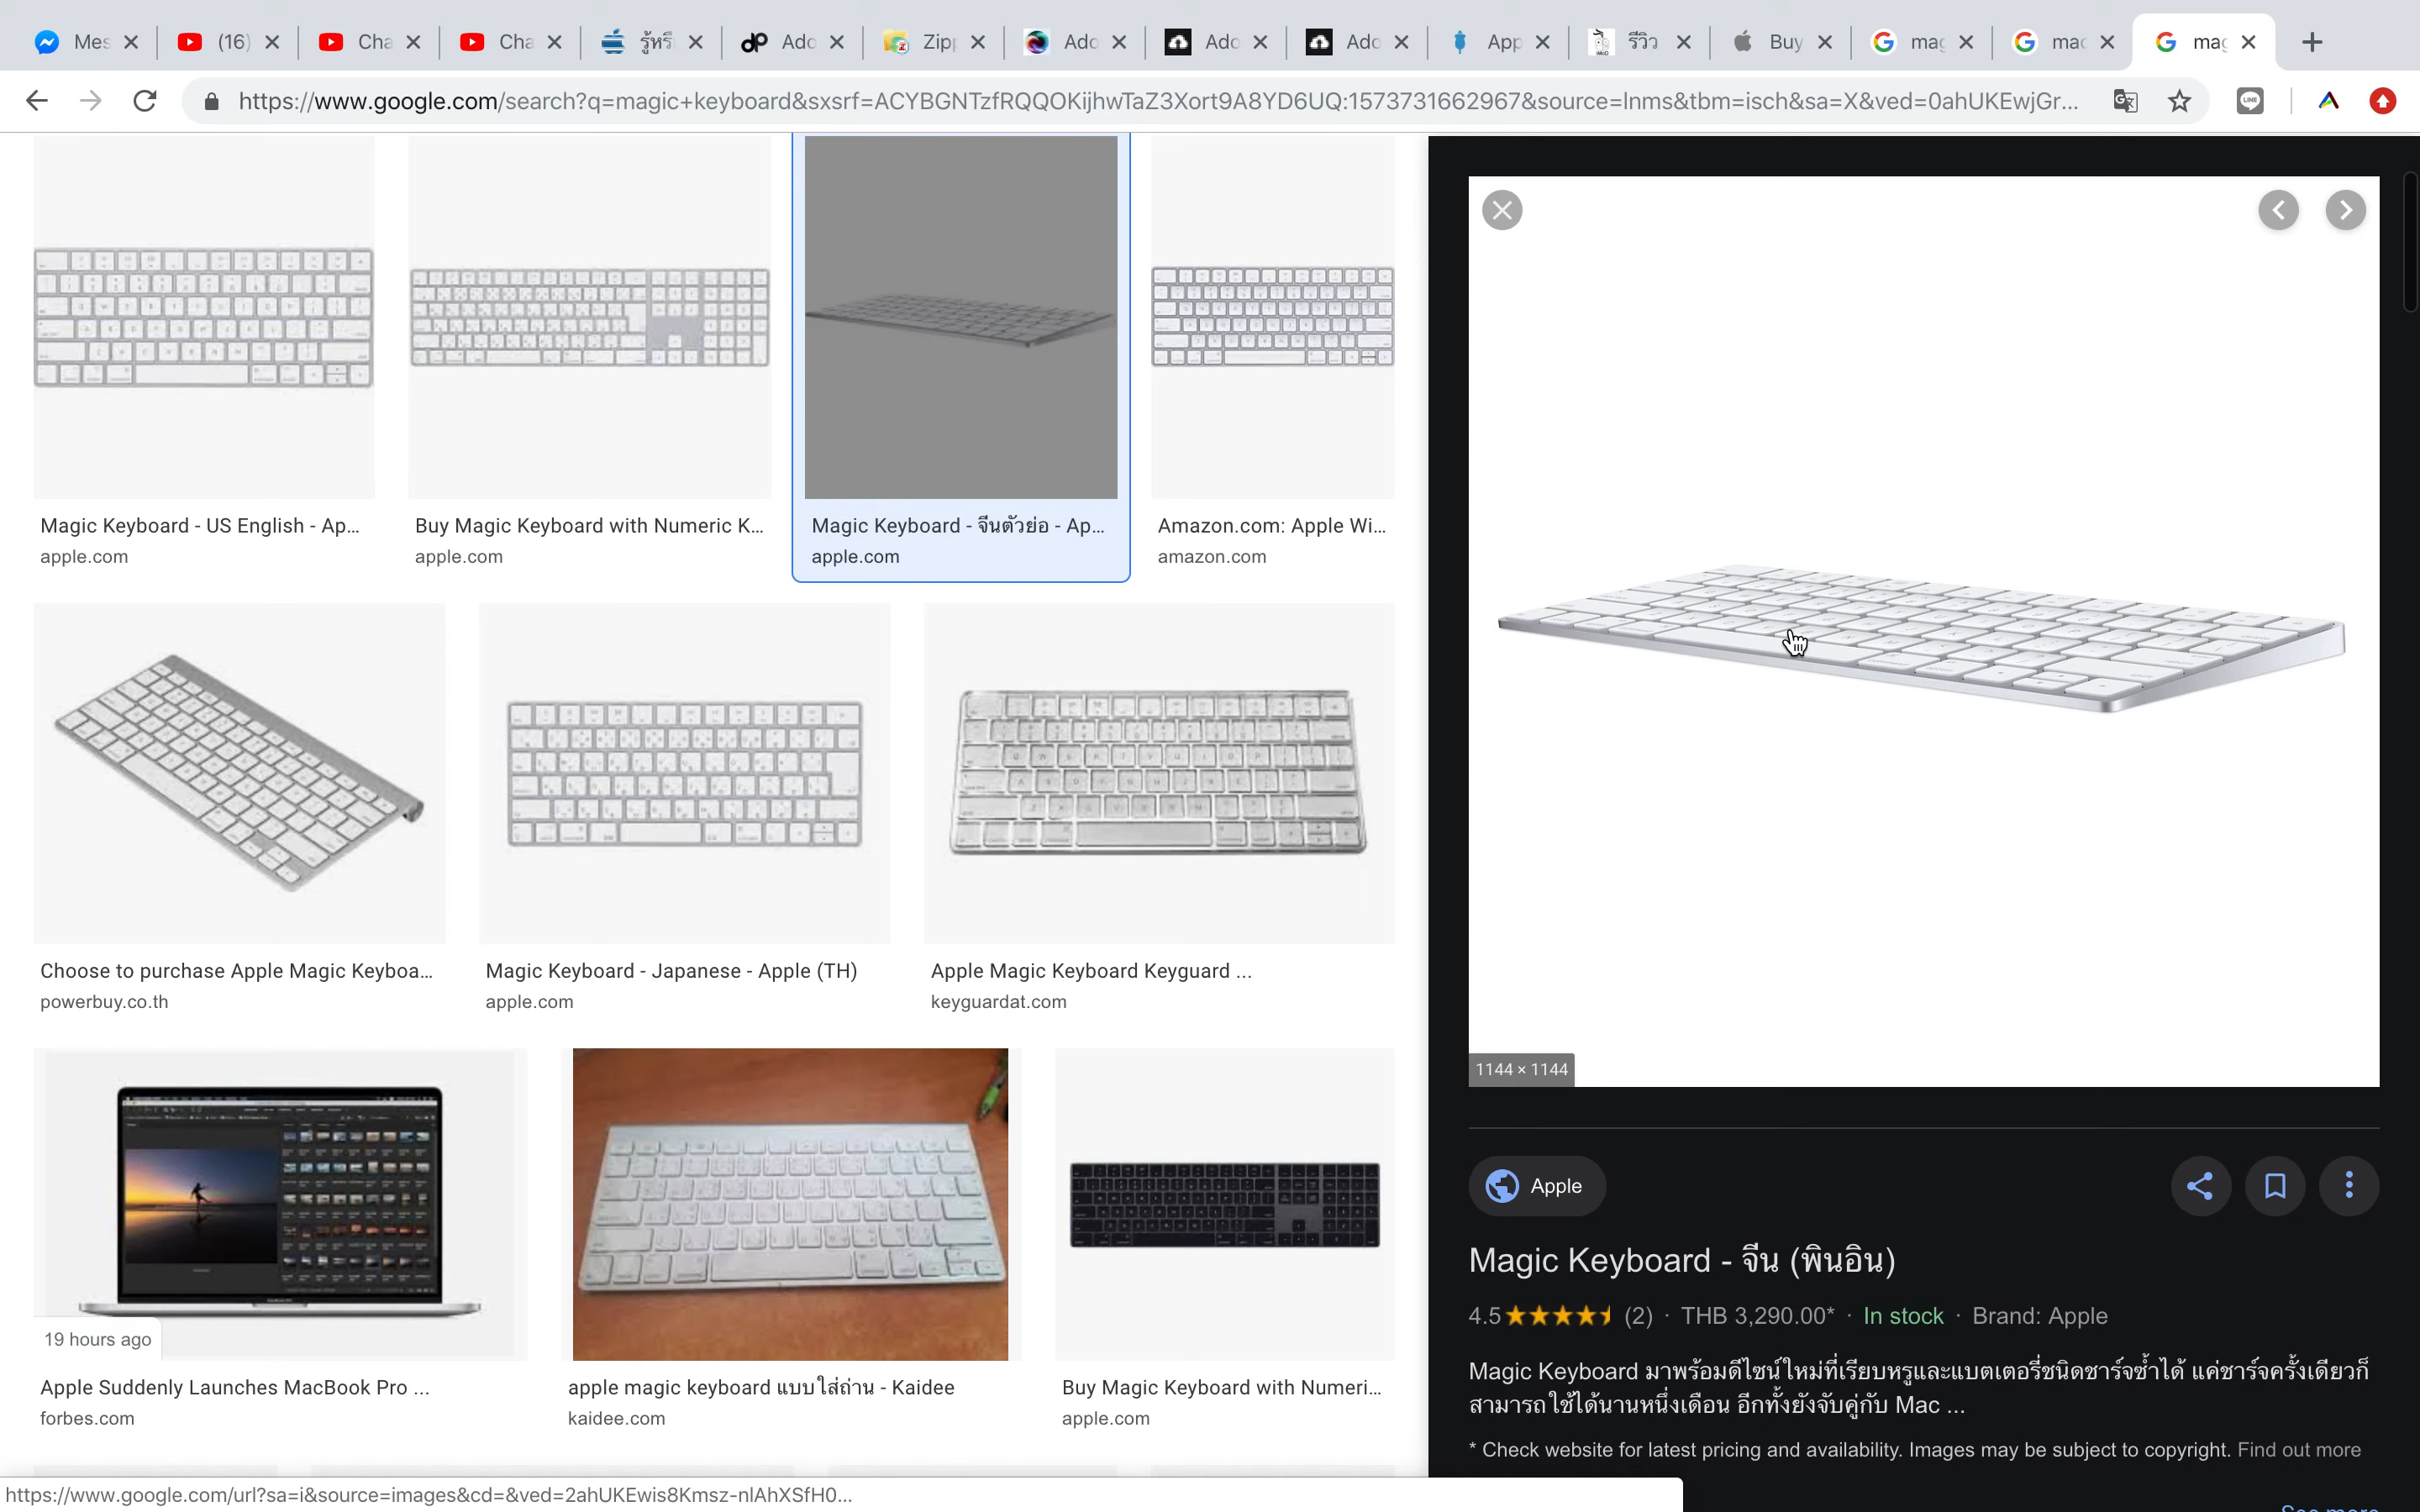 Mes
(16)
Cha
Cha
รู้หรื
Ado
Zip
Ado
Ado
Ado
App
รีวิว
Buy
mag
mac
mag
https://www.google.com/search?q=magic+keyboard&sxsrf=ACYBGNTzfRQQOKijhwTaZ3Xort9A8YD6UQ:1573731662967&source=lnms&tbm=isch&sa=X&ved=0ahUKEwjGr...
LINE
Magic Keyboard - US English - Ap...
apple.com
Buy Magic Keyboard with Numeric K...
apple.com
Magic Keyboard - จีนตัวย่อ - Ap...
apple.com
Amazon.com: Apple Wi...
amazon.com
Choose to purchase Apple Magic Keyboa...
powerbuy.co.th
Magic Keyboard - Japanese - Apple (TH)
apple.com
Apple Magic Keyboard Keyguard ...
keyguardat.com
19 hours ago
Apple Suddenly Launches MacBook Pro ...
forbes.com
apple magic keyboard แบบใส่ถ่าน - Kaidee
kaidee.com
Buy Magic Keyboard with Numeri...
apple.com
1144 × 1144
Apple
Magic Keyboard - จีน (พินอิน)
4.5 (2) · THB 3,290.00* · In stock · Brand: Apple
Magic Keyboard มาพร้อมดีไซน์ใหม่ที่เรียบหรูและแบตเตอรี่ชนิดชาร์จซ้ำได้ แค่ชาร์จครั้งเดียวก็
สามารถใช้ได้นานหนึ่งเดือน อีกทั้งยังจับคู่กับ Mac ...
* Check website for latest pricing and availability. Images may be subject to copyright. Find out more
See more
https://www.google.com/url?sa=i&source=images&cd=&ved=2ahUKEwis8Kmsz-nlAhXSfH0...